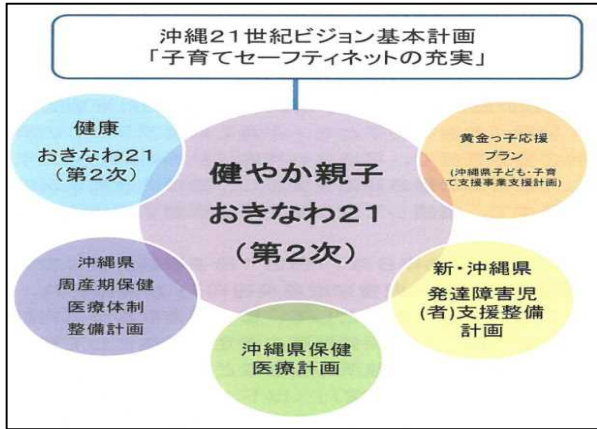 沖縄21世紀ビジョン基本計画
「子育てセーフティネットの充実」
健康
おきなわ21
(第2次)
健やか親子
おきなわ21
(第2次)
黄金っ子応援
プラン
(沖縄県子ども・子育
て支援事業支援計画)
沖縄県
周産期保健
医療体制
整備計画
新・沖縄県
発達障害児
(者)支援整備
計画
沖縄県保健
医療計画